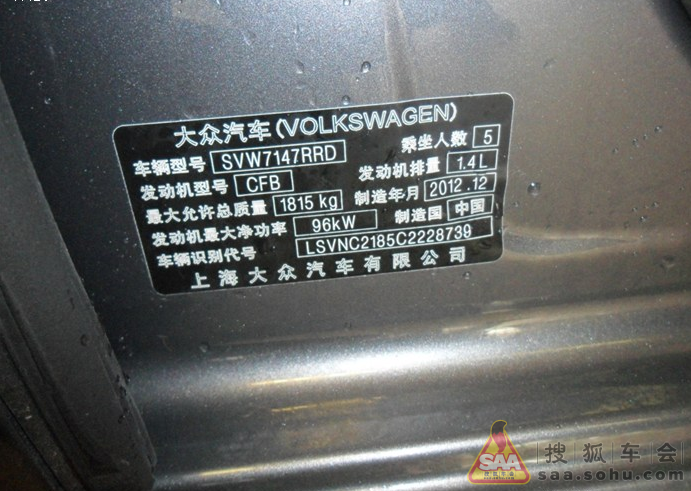 大众汽车(VOLKSWAGEN)
车辆型号 SVW7147RRD 乘坐人数 5
发动机型号 CFB 发动机排量 1.4L
最大允许总质量 1815 kg 制造年月 2012.12
发动机最大净功率 96kW 制造国 中国
车辆识别代号 LSVNC2185C2228739
上海大众汽车有限公司
SAA 搜狐车会
saa.sohu.com